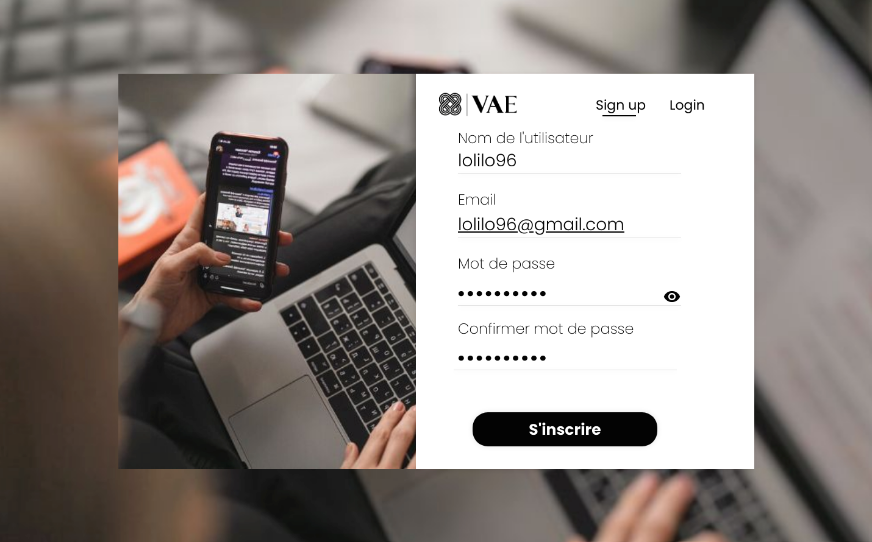 VAE
Sign up Login
Nom de l'utilisateur
lolilo96
Email
lolilo96@gmail.com
Mot de passe
Confirmer mot de passe
S'inscrire